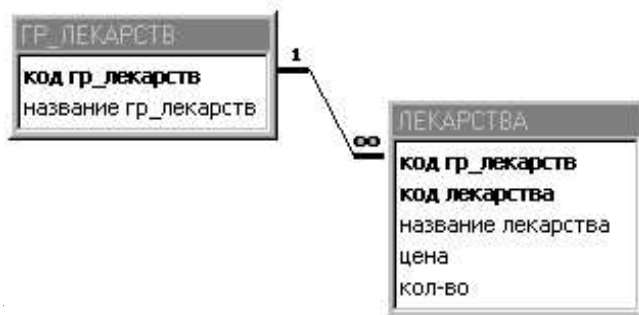 ГР_ЛЕКАРСТВ
код гр_лекарств
название гр_лекарств
1
∞
ЛЕКАРСТВА
код гр_лекарств
код лекарства
название лекарства
цена
кол-во